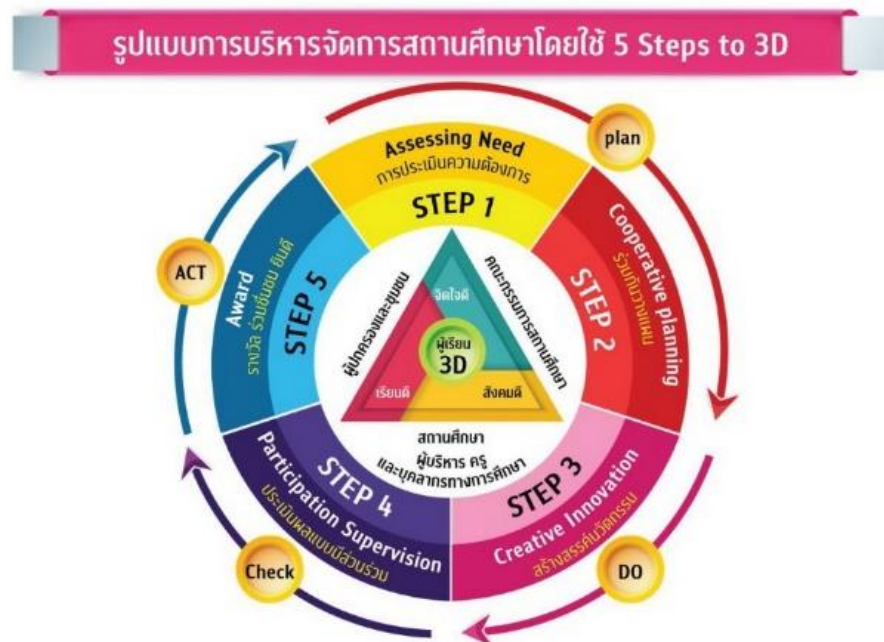 รูปแบบการบริหารจัดการสถานศึกษาโดยใช้ 5 Steps to 3D
plan
Assessing Need
การประเมินความต้องการ
STEP 1
Cooperative planning
ร่วมกันวางแผน
STEP 2
DO
Creative Innovation
สร้างสรรค์นวัตกรรม
STEP 3
Check
Participation Supervision
ประเมินผลแบบมีส่วนร่วม
STEP 4
ACT
Award
รางวัล ร่วมชื่นชม ยินดี
STEP 5
ผู้ปกครองและชุมชน
คณะกรรมการสถานศึกษา
จิตใจดี
ผู้เรียน
3D
เรียนดี
สังคมดี
สถานศึกษา
ผู้บริหาร ครู
และบุคลากรทางการศึกษา